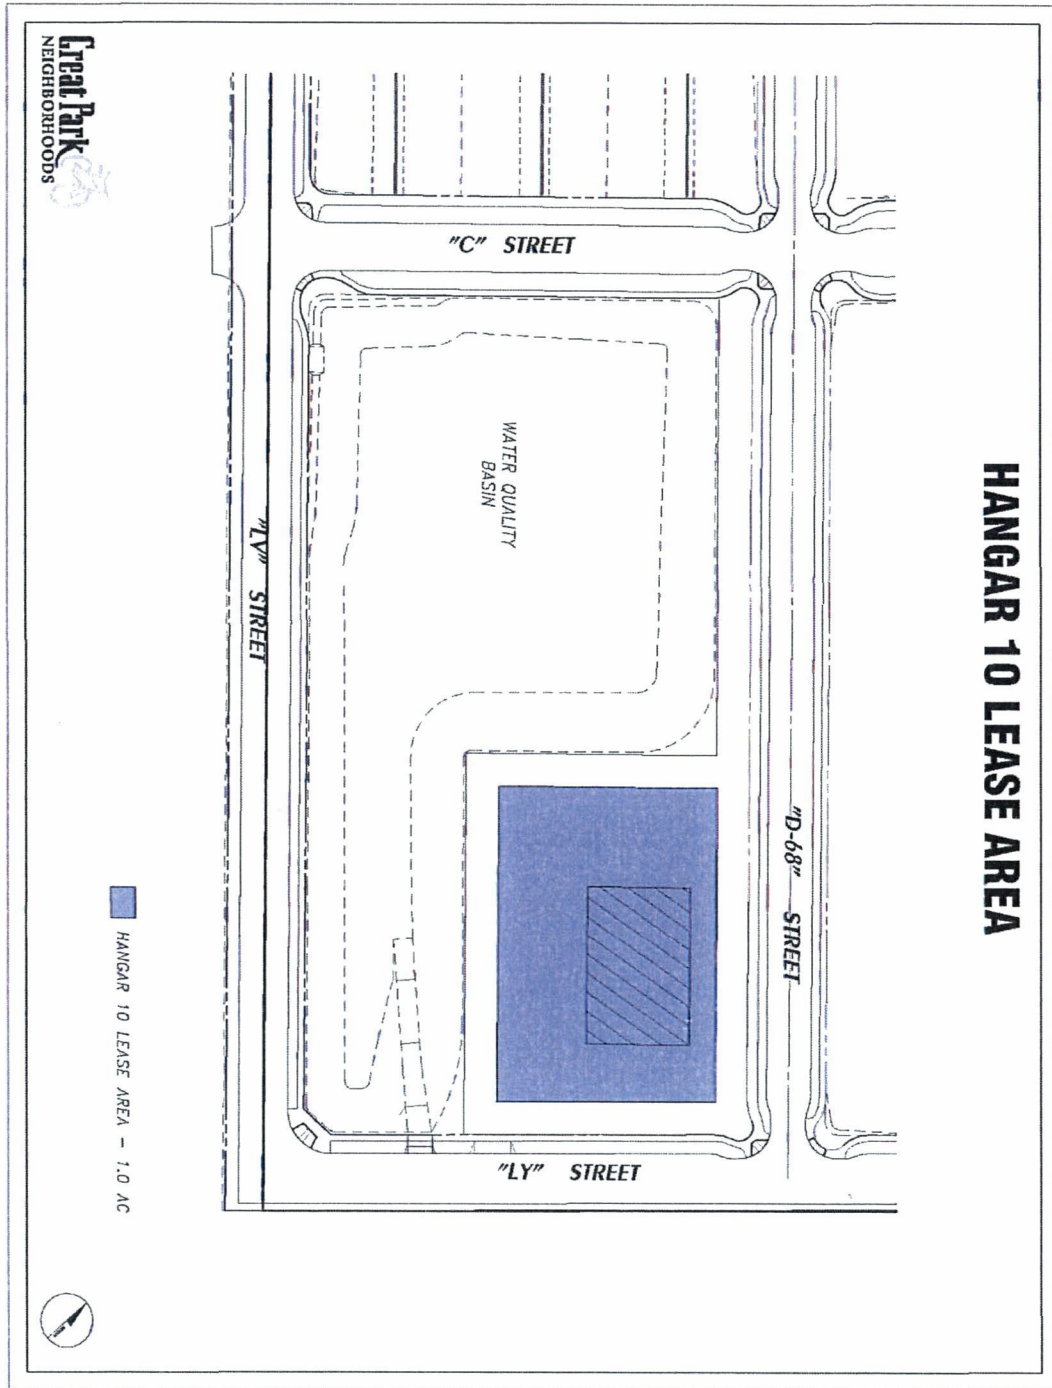 HANGAR 10 LEASE AREA
"D-68" STREET
"C" STREET
WATER QUALITY
BASIN
"LY" STREET
"LV" STREET
HANGAR 10 LEASE AREA – 1.0 AC
Great Park
NEIGHBORHOODS